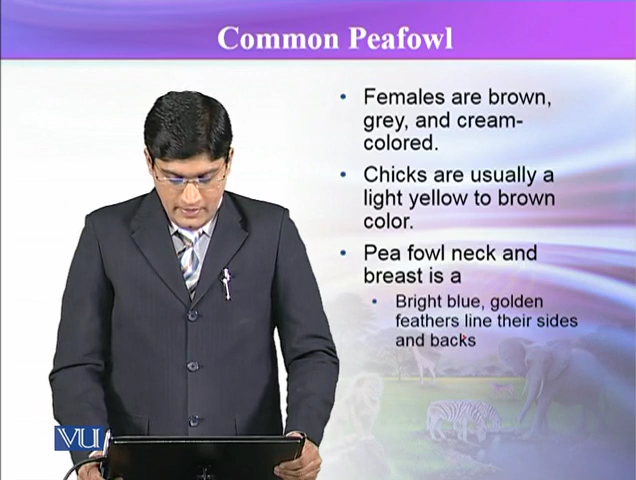 Common Peafowl
• Females are brown,
grey, and cream-
colored.
• Chicks are usually a
light yellow to brown
color.
• Pea fowl neck and
breast is a
• Bright blue, golden
feathers line their sides
and backs
VU